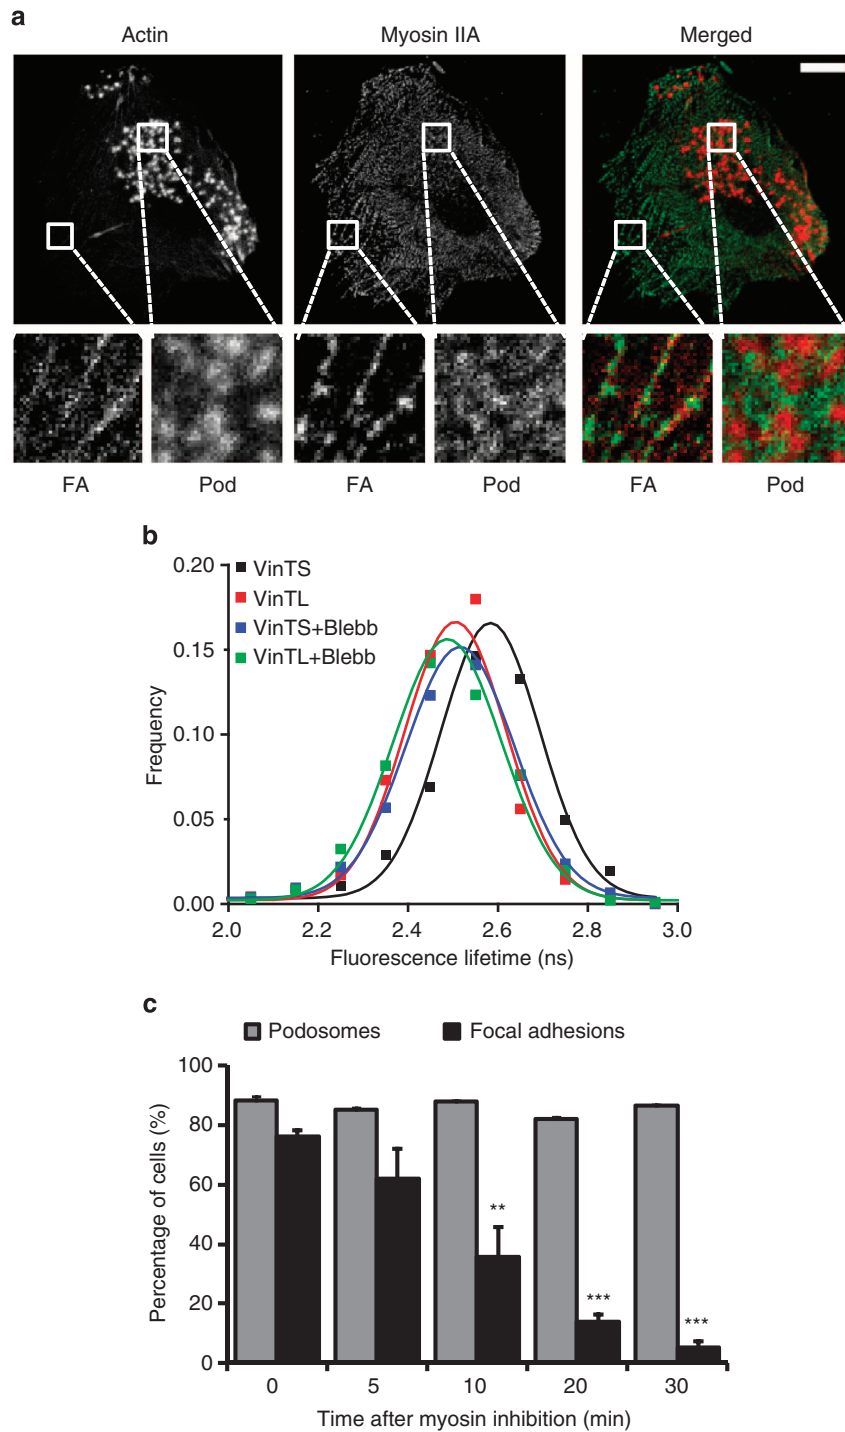 a
Actin Myosin IIA Merged
FA Pod FA Pod FA Pod
b
0.20
0.15
0.10
0.05
0.00
Frequency
VinTS
VinTL
VinTS+Blebb
VinTL+Blebb
2.0 2.2 2.4 2.6 2.8 3.0
Fluorescence lifetime (ns)
c
Podosomes Focal adhesions
100
80
60
40
20
0
Percentage of cells (%)
**
***
***
0 5 10 20 30
Time after myosin inhibition (min)